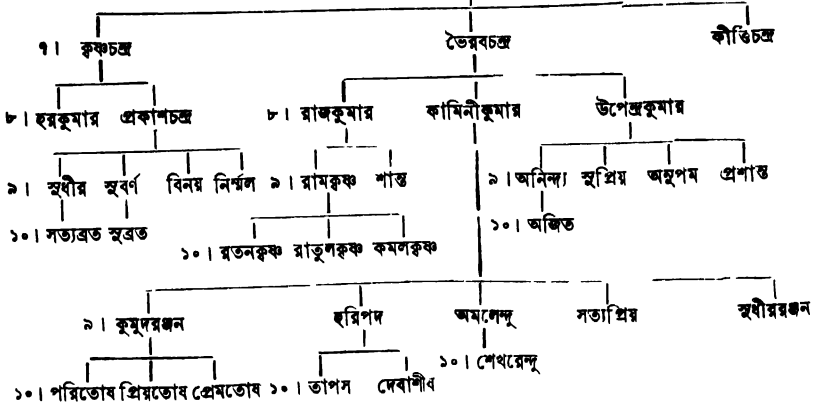 ৭। কৃষ্ণচন্দ্র ভৈরবচন্দ্র কীর্ত্তিচন্দ্র
৮। হরকুমার প্রকাশচন্দ্র ৮। রাজকুমার কামিনীকুমার উপেন্দ্রকুমার
৯। সুধীর সুবর্ণ বিনয় নির্ম্মল ৯। রামকৃষ্ণ শান্ত ৯। অনিন্দ্য সুপ্রিয় অনুপম প্রশান্ত
১০। সত্যব্রত সুব্রত ১০। রতনকৃষ্ণ রাতুলকৃষ্ণ কমলকৃষ্ণ ১০। অজিত
৯। কুমুদরঞ্জন হরিপদ অমলেন্দু সত্যপ্রিয় সুধীররঞ্জন
১০। পরিতোষ প্রিয়তোষ প্রেমতোষ ১০। তাপস দেবাশীষ ১০। শেখরেন্দু